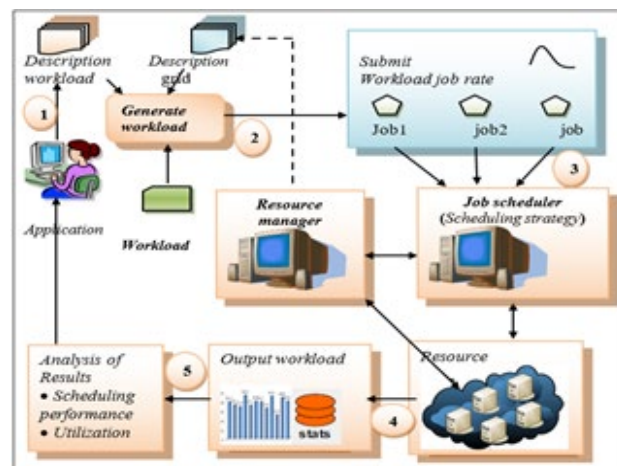 Description
workload
Description
grid
Submit
Workload job rate
1
Generate
workload
2
Job1
job2
job
3
Application
Workload
Resource
manager
Job scheduler
(Scheduling strategy)
Analysis of
Results
• Scheduling
performance
• Utilization
5
Output workload
stats
4
Resource